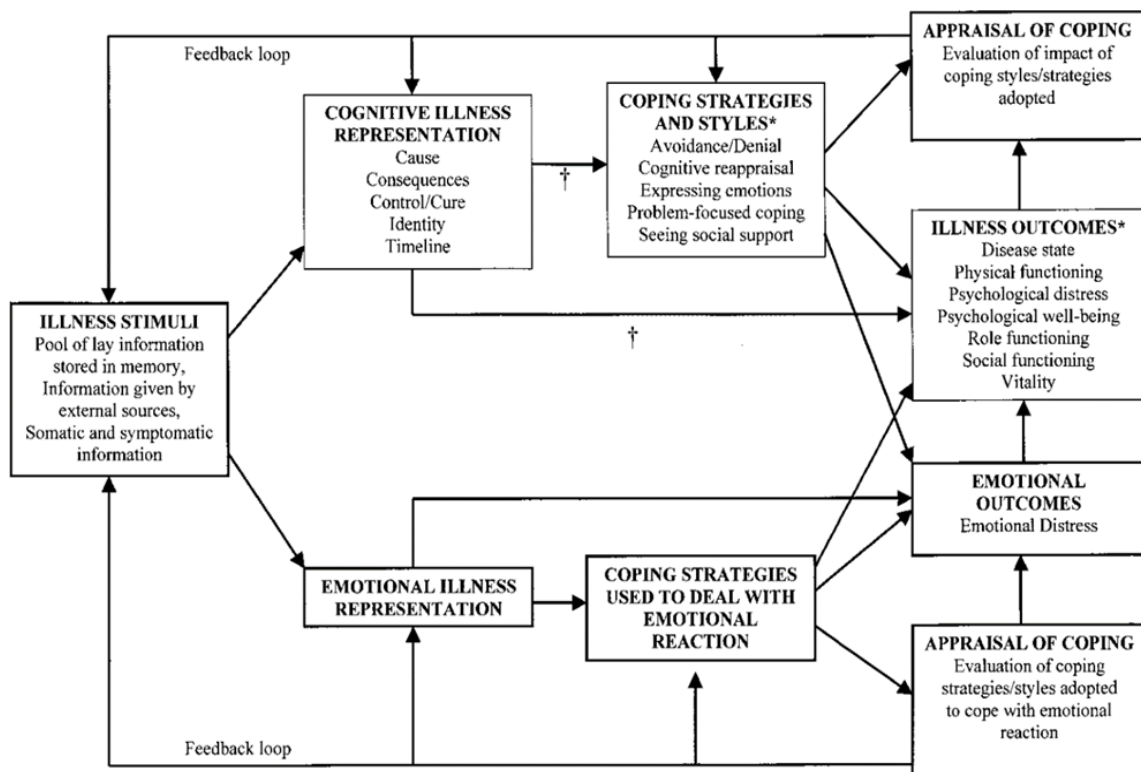 Feedback loop
APPRAISAL OF COPING
Evaluation of impact of
coping styles/strategies
adopted
COGNITIVE ILLNESS
REPRESENTATION
Cause
Consequences
Control/Cure
Identity
Timeline
†
COPING STRATEGIES
AND STYLES*
Avoidance/Denial
Cognitive reappraisal
Expressing emotions
Problem-focused coping
Seeing social support
ILLNESS OUTCOMES*
Disease state
Physical functioning
Psychological distress
Psychological well-being
Role functioning
Social functioning
Vitality
†
ILLNESS STIMULI
Pool of lay information
stored in memory,
Information given by
external sources,
Somatic and symptomatic
information
EMOTIONAL
OUTCOMES
Emotional Distress
EMOTIONAL ILLNESS
REPRESENTATION
COPING STRATEGIES
USED TO DEAL WITH
EMOTIONAL
REACTION
APPRAISAL OF COPING
Evaluation of coping
strategies/styles adopted
to cope with emotional
reaction
Feedback loop